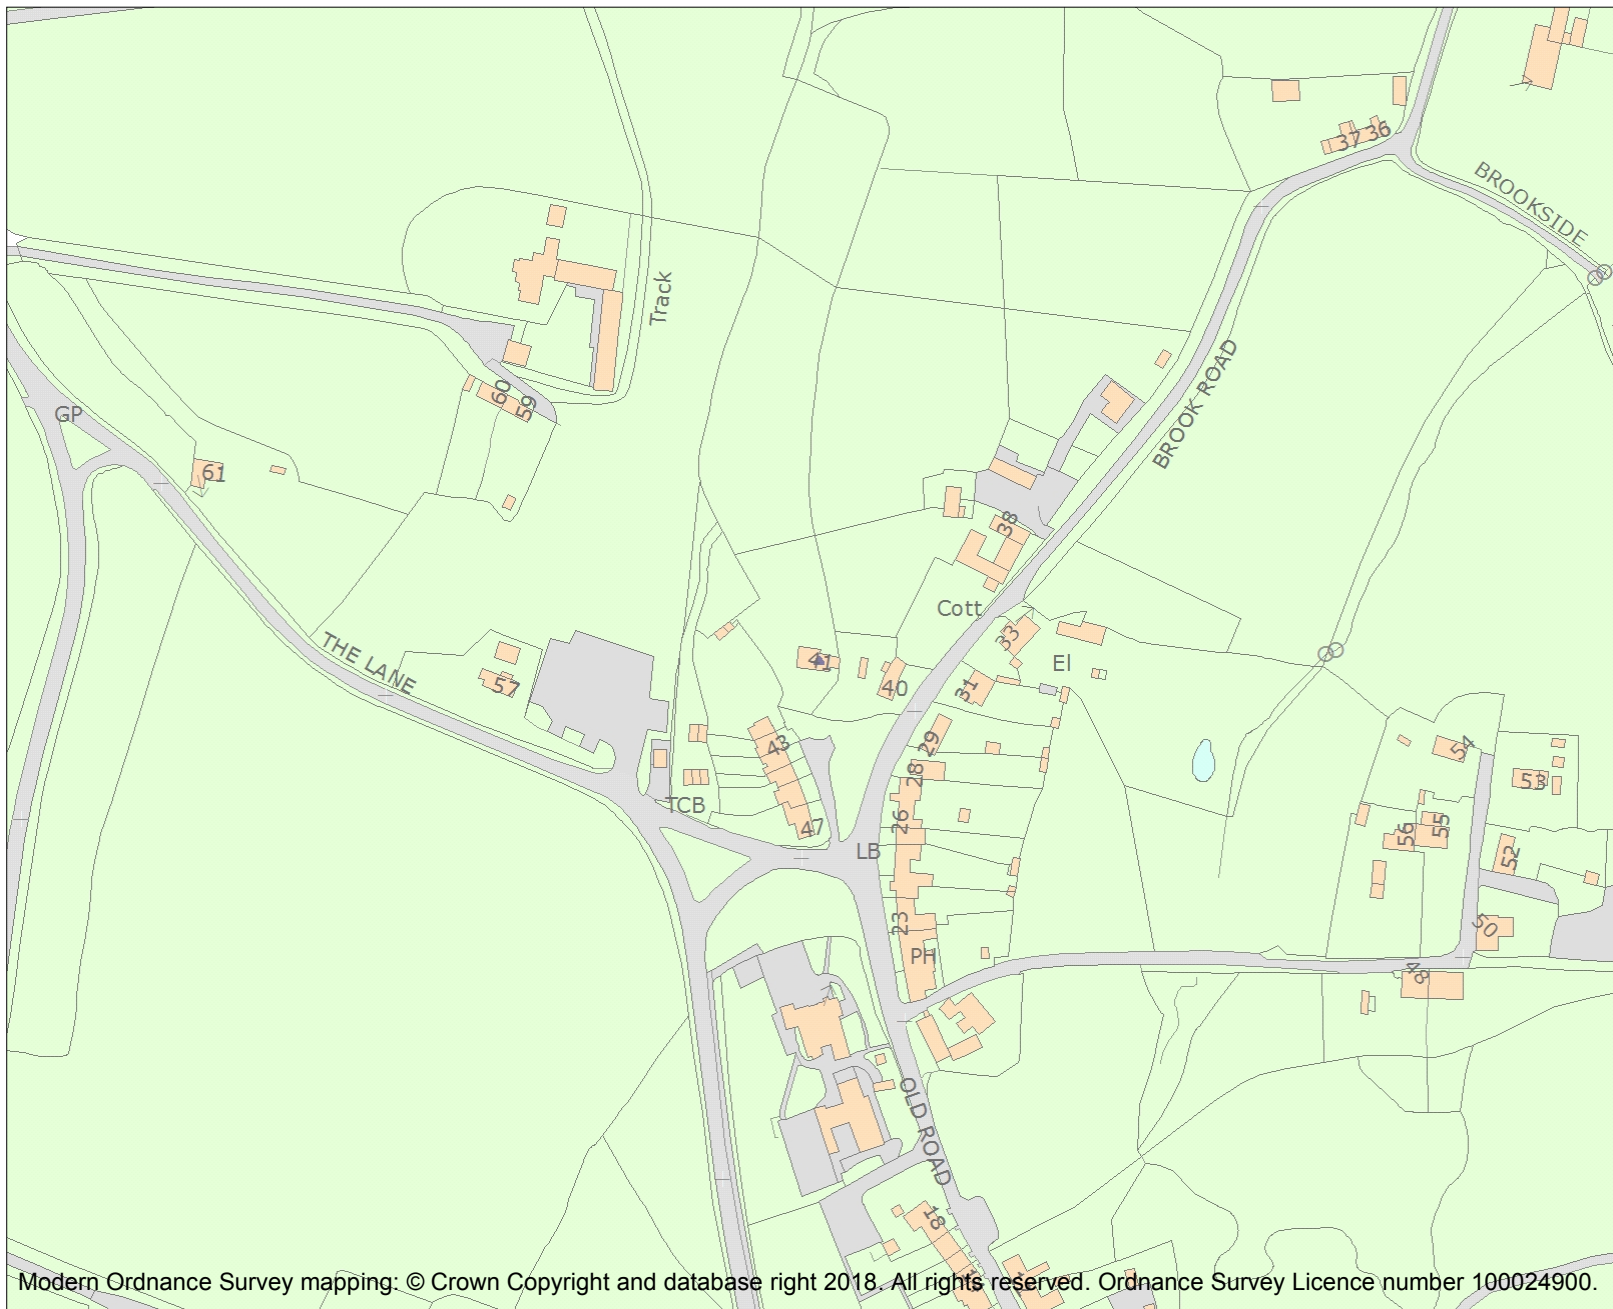 37 36
BROOKSIDE
Track
60
59
BROOK ROAD
GP
61
38
Cott
33
El
THE LANE
57
41
40
31
43
29
54
28
53
TCB
47
26
LB
56
55
52
23
50
PH
48
OLD ROAD
18
Modern Ordnance Survey mapping: © Crown Copyright and database right 2018. All rights reserved. Ordnance Survey Licence number 100024900.